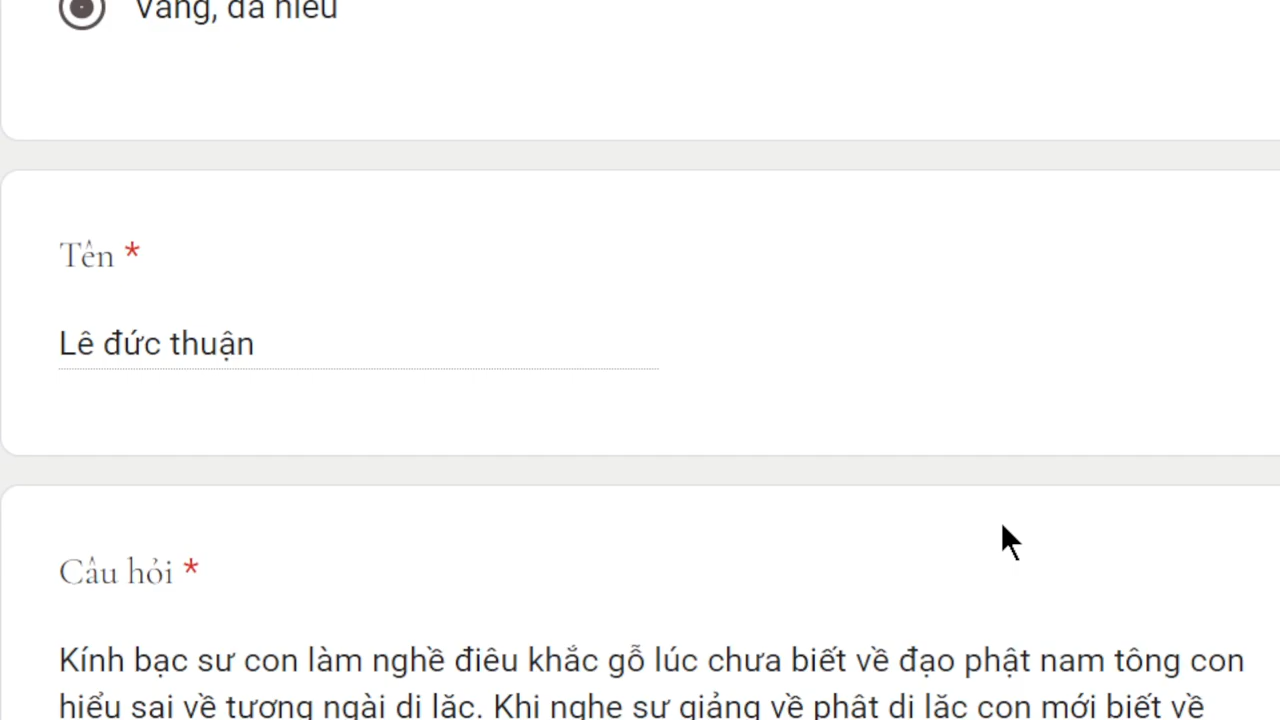 Vâng, đã hiểu
Tên *
Lê đức thuận
Câu hỏi *
Kính bạc sư con làm nghề điêu khắc gỗ lúc chưa biết về đạo phật nam tông con
hiểu sai về tượng ngài di lặc. Khi nghe sư giảng về phật di lặc con mới biết về